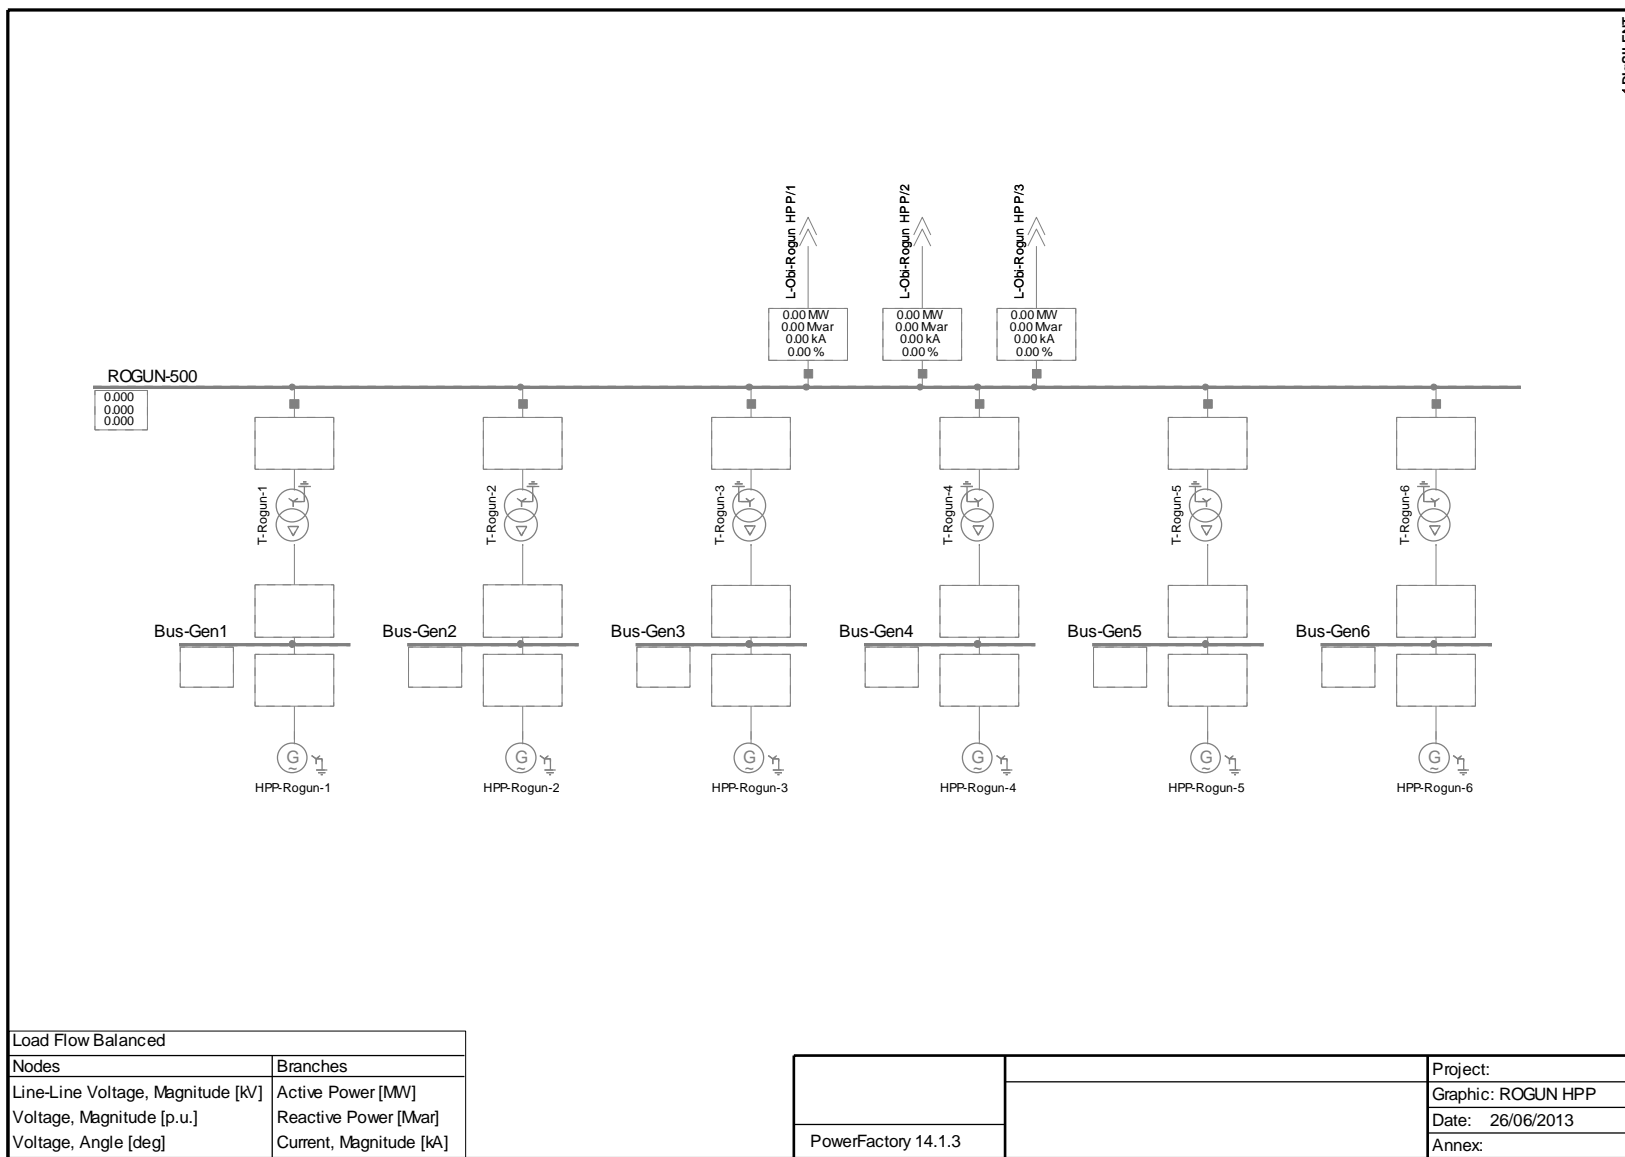 DIgSILENT
L-Obi-Rogun HPP/1
L-Obi-Rogun HPP/2
L-Obi-Rogun HPP/3
0.00 MW
0.00 Mvar
0.00 kA
0.00 %
0.00 MW
0.00 Mvar
0.00 kA
0.00 %
0.00 MW
0.00 Mvar
0.00 kA
0.00 %
ROGUN-500
0.000
0.000
0.000
T-Rogun-1
T-Rogun-2
T-Rogun-3
T-Rogun-4
T-Rogun-5
T-Rogun-6
Bus-Gen1
Bus-Gen2
Bus-Gen3
Bus-Gen4
Bus-Gen5
Bus-Gen6
G
G
G
G
G
G
HPP-Rogun-1
HPP-Rogun-2
HPP-Rogun-3
HPP-Rogun-4
HPP-Rogun-5
HPP-Rogun-6
Load Flow Balanced
Nodes
Branches
Line-Line Voltage, Magnitude [kV]
Active Power [MW]
Voltage, Magnitude [p.u.]
Reactive Power [Mvar]
Voltage, Angle [deg]
Current, Magnitude [kA]
PowerFactory 14.1.3
Project:
Graphic: ROGUN HPP
Date: 26/06/2013
Annex: